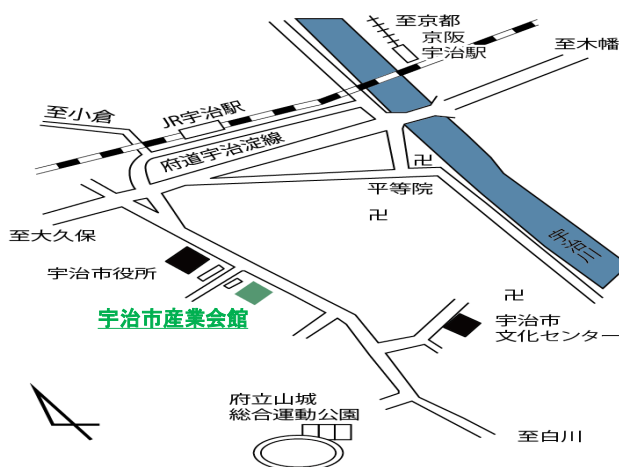 至京都
京阪
宇治駅
至木幡
至小倉
JR宇治駅
府道宇治淀線
卍
平等院
卍
至大久保
宇治川
宇治市役所
卍
宇治市産業会館
宇治市
文化センター
府立山城
総合運動公園
至白川